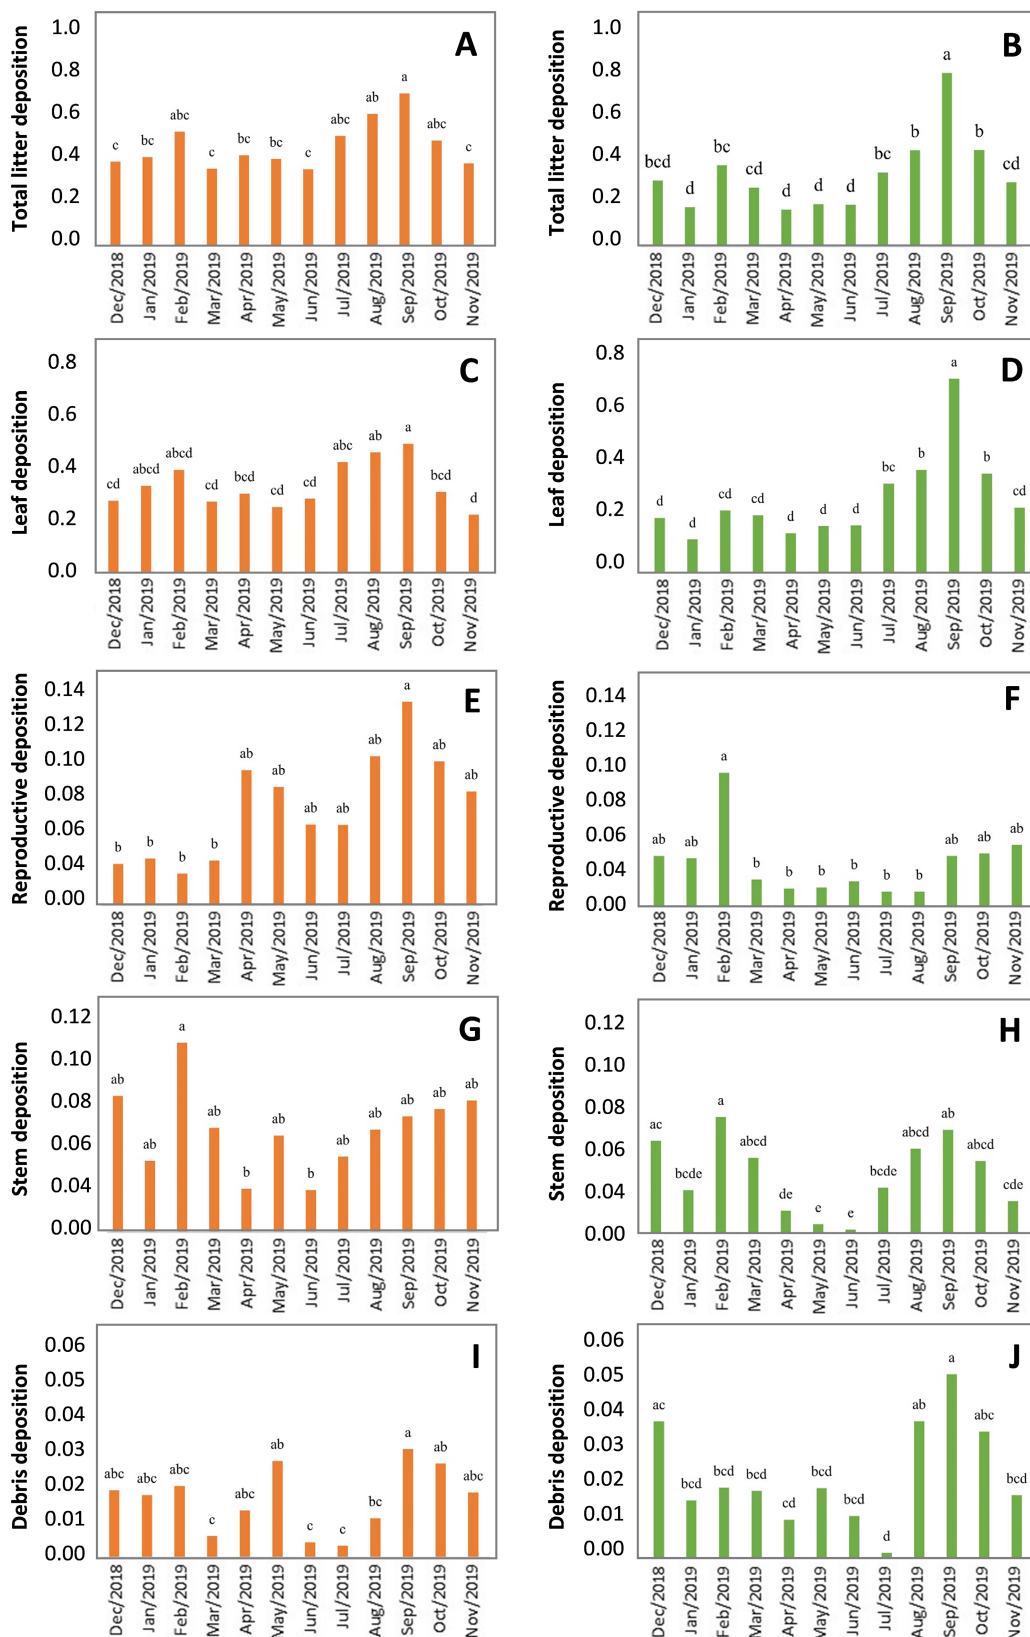 Total litter deposition
1.0
0.8
0.6
0.4
0.2
0.0
A
c bc abc c bc bc c abc ab a abc c
Dec/2018 Jan/2019 Feb/2019 Mar/2019 Apr/2019 May/2019 Jun/2019 Jul/2019 Aug/2019 Sep/2019 Oct/2019 Nov/2019
Total litter deposition
1.0
0.8
0.6
0.4
0.2
0.0
B
bcd d bc cd d d d bc b a b cd
Dec/2018 Jan/2019 Feb/2019 Mar/2019 Apr/2019 May/2019 Jun/2019 Jul/2019 Aug/2019 Sep/2019 Oct/2019 Nov/2019
Leaf deposition
0.8
0.6
0.4
0.2
0.0
C
cd abcd abcd cd bcd cd cd abc ab a bcd d
Dec/2018 Jan/2019 Feb/2019 Mar/2019 Apr/2019 May/2019 Jun/2019 Jul/2019 Aug/2019 Sep/2019 Oct/2019 Nov/2019
Leaf deposition
0.8
0.6
0.4
0.2
0.0
D
d d cd cd d d d bc b a b cd
Dec/2018 Jan/2019 Feb/2019 Mar/2019 Apr/2019 May/2019 Jun/2019 Jul/2019 Aug/2019 Sep/2019 Oct/2019 Nov/2019
Reproductive deposition
0.14
0.12
0.10
0.08
0.06
0.04
0.00
E
b b b b ab ab ab ab ab a ab ab
Dec/2018 Jan/2019 Feb/2019 Mar/2019 Apr/2019 May/2019 Jun/2019 Jul/2019 Aug/2019 Sep/2019 Oct/2019 Nov/2019
Reproductive deposition
0.14
0.12
0.10
0.08
0.06
0.04
0.00
F
ab ab a b b b b b b ab ab ab
Dec/2018 Jan/2019 Feb/2019 Mar/2019 Apr/2019 May/2019 Jun/2019 Jul/2019 Aug/2019 Sep/2019 Oct/2019 Nov/2019
Stem deposition
0.12
0.10
0.08
0.06
0.04
0.00
G
ab ab a ab b ab b ab ab ab ab ab
Dec/2018 Jan/2019 Feb/2019 Mar/2019 Apr/2019 May/2019 Jun/2019 Jul/2019 Aug/2019 Sep/2019 Oct/2019 Nov/2019
Stem deposition
0.12
0.10
0.08
0.06
0.04
0.00
H
ac bcde a abcd de e e bcde abcd ab abcd cde
Dec/2018 Jan/2019 Feb/2019 Mar/2019 Apr/2019 May/2019 Jun/2019 Jul/2019 Aug/2019 Sep/2019 Oct/2019 Nov/2019
Debris deposition
0.06
0.05
0.04
0.03
0.02
0.01
0.00
I
abc abc abc c abc ab c c bc a ab abc
Dec/2018 Jan/2019 Feb/2019 Mar/2019 Apr/2019 May/2019 Jun/2019 Jul/2019 Aug/2019 Sep/2019 Oct/2019 Nov/2019
Debris deposition
0.06
0.05
0.04
0.03
0.02
0.01
0.00
J
ac bcd bcd bcd cd bcd bcd d ab a abc bcd
Dec/2018 Jan/2019 Feb/2019 Mar/2019 Apr/2019 May/2019 Jun/2019 Jul/2019 Aug/2019 Sep/2019 Oct/2019 Nov/2019